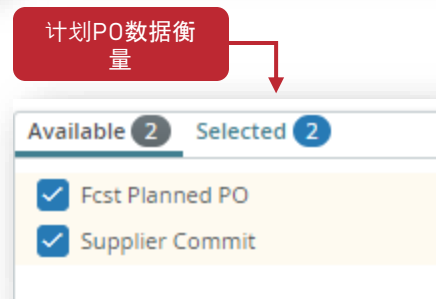 计划PO数据衡
量
Available 2 Selected 2
Fcst Planned PO
Supplier Commit